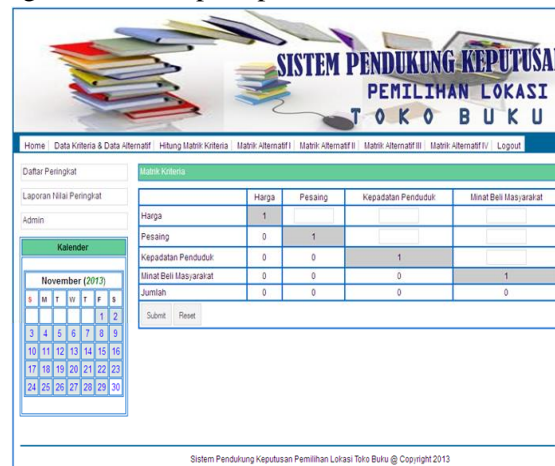 SISTEM PENDUKUNG KEPUTUSAN
PEMILIHAN LOKASI
TOKO BUKU
Home Data Kriteria & Data Alternatif Hitung Matrik Kriteria Matrik Alternatif I Matrik Alternatif II Matrik Alternatif III Matrik Alternatif IV Logout
Daftar Peringkat
Laporan Nilai Peringkat
Admin
Kalender
November (2013)
S M T W T F S
1 2
3 4 5 6 7 8 9
10 11 12 13 14 15 16
17 18 19 20 21 22 23
24 25 26 27 28 29 30
Matrik Kriteria
Harga Pesaing Kepadatan Penduduk Minat Beli Masyarakat
Harga 1
Pesaing 0 1
Kepadatan Penduduk 0 0 1
Minat Beli Masyarakat 0 0 0 1
Jumlah 0 0 0 0
Submit Reset
Sistem Pendukung Keputusan Pemilihan Lokasi Toko Buku @ Copyright 2013